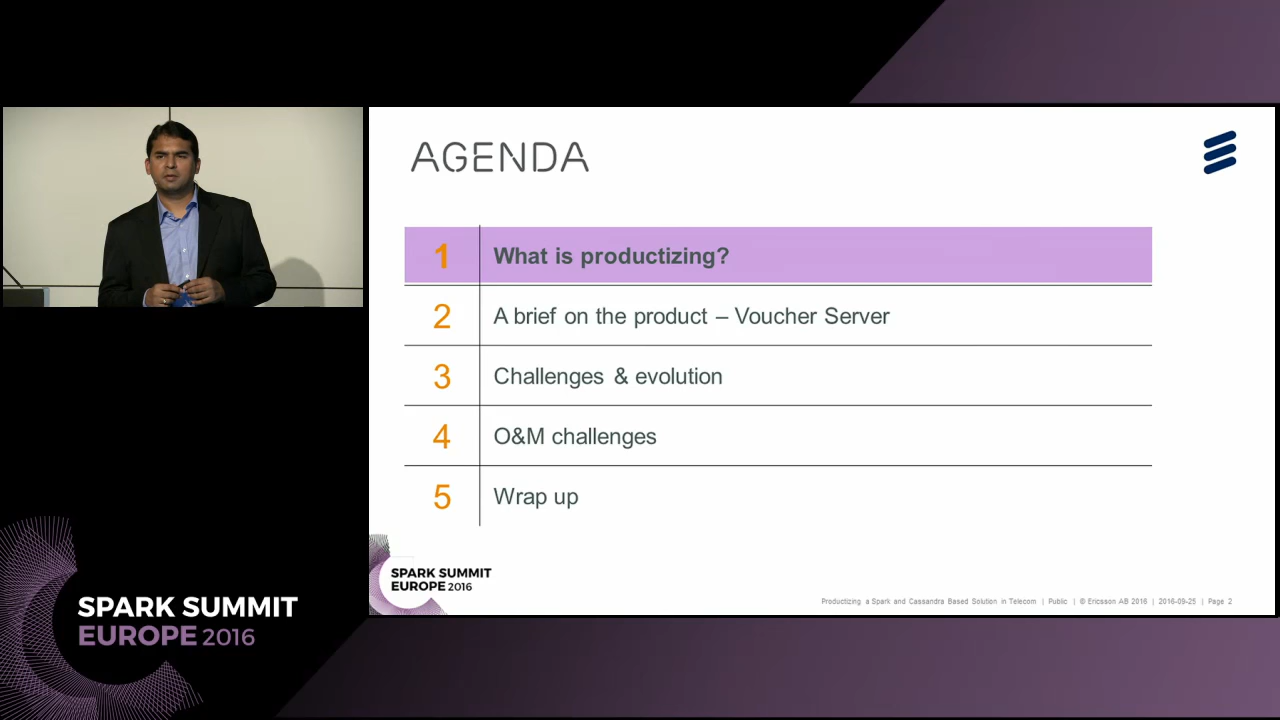 AGENDA
1 What is productizing?
2 A brief on the product – Voucher Server
3 Challenges & evolution
4 O&M challenges
5 Wrap up
SPARK SUMMIT
EUROPE 2016
Productizing a Spark and Cassandra Based Solution in Telecom | Public | © Ericsson AB 2016 | 2016-09-25 | Page 2
SPARK SUMMIT
EUROPE 2016